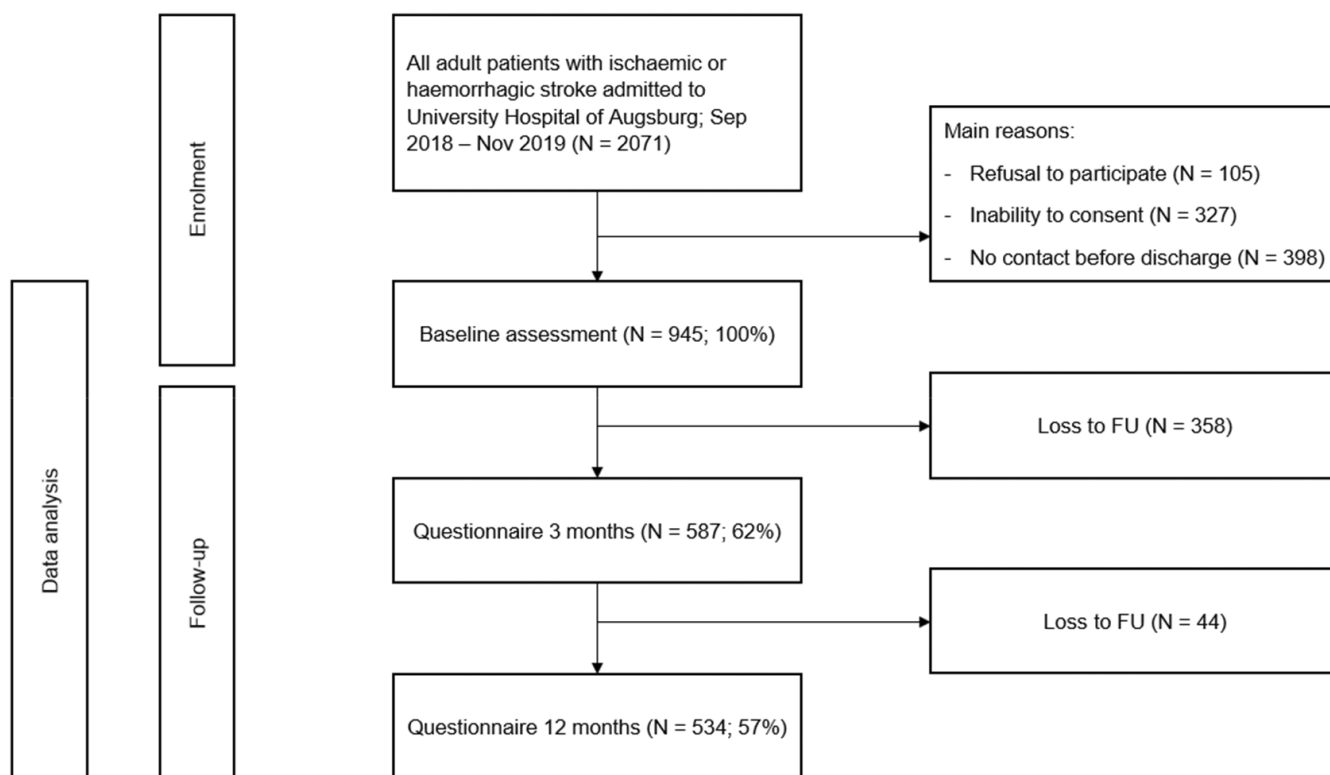 All adult patients with ischaemic or
haemorrhagic stroke admitted to
University Hospital of Augsburg; Sep
2018 – Nov 2019 (N = 2071)
Enrolment
Main reasons:
- Refusal to participate (N = 105)
- Inability to consent (N = 327)
- No contact before discharge (N = 398)
Baseline assessment (N = 945; 100%)
Loss to FU (N = 358)
Data analysis
Follow-up
Questionnaire 3 months (N = 587; 62%)
Loss to FU (N = 44)
Questionnaire 12 months (N = 534; 57%)